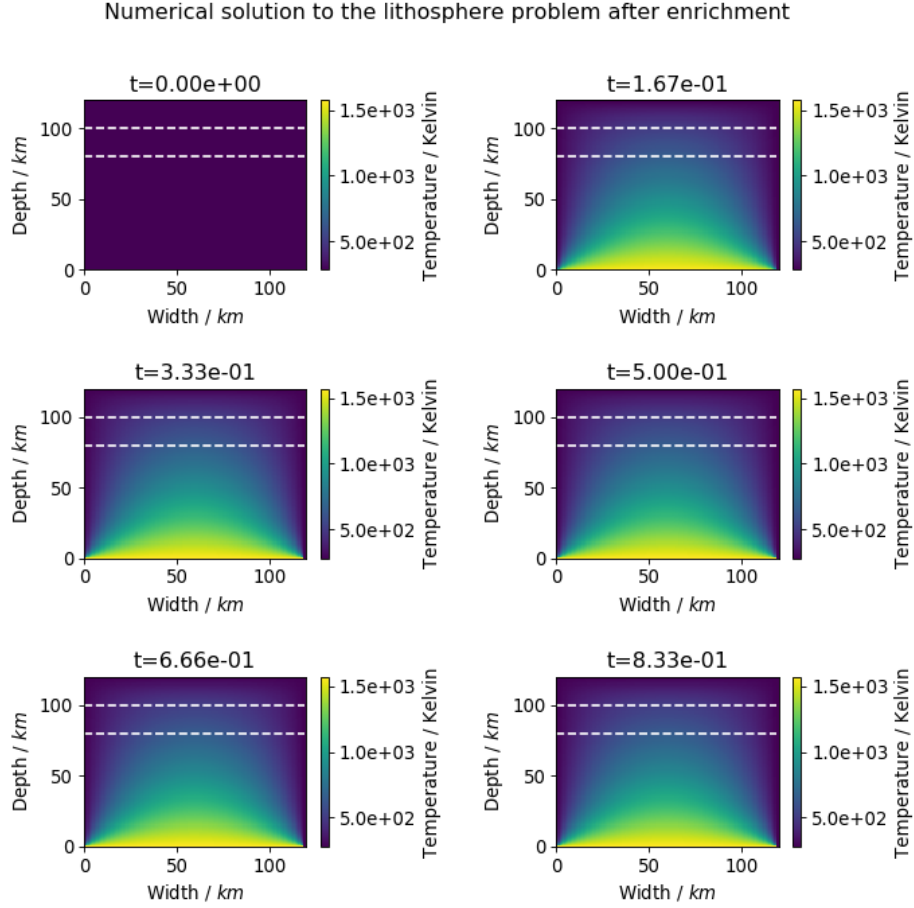 Numerical solution to the lithosphere problem after enrichment
t=0.00e+00
Depth / km
100
50
0
0 50 100
Width / km
1.5e+03
1.0e+03
5.0e+02
Temperature / Kelvin
t=1.67e-01
Depth / km
100
50
0
0 50 100
Width / km
1.5e+03
1.0e+03
5.0e+02
Temperature / Kelvin
t=3.33e-01
Depth / km
100
50
0
0 50 100
Width / km
1.5e+03
1.0e+03
5.0e+02
Temperature / Kelvin
t=5.00e-01
Depth / km
100
50
0
0 50 100
Width / km
1.5e+03
1.0e+03
5.0e+02
Temperature / Kelvin
t=6.66e-01
Depth / km
100
50
0
0 50 100
Width / km
1.5e+03
1.0e+03
5.0e+02
Temperature / Kelvin
t=8.33e-01
Depth / km
100
50
0
0 50 100
Width / km
1.5e+03
1.0e+03
5.0e+02
Temperature / Kelvin